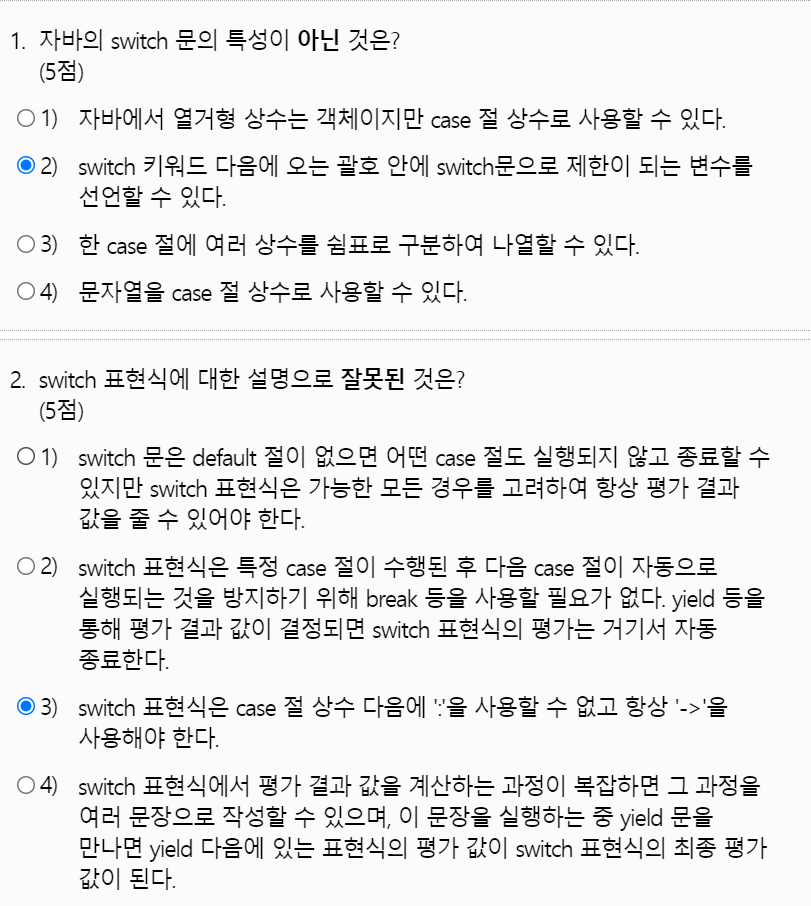 1. 자바의 switch 문의 특성이 아닌 것은?
(5점)
1) 자바에서 열거형 상수는 객체이지만 case 절 상수로 사용할 수 있다.
2) switch 키워드 다음에 오는 괄호 안에 switch문으로 제한이 되는 변수를
선언할 수 있다.
3) 한 case 절에 여러 상수를 쉼표로 구분하여 나열할 수 있다.
4) 문자열을 case 절 상수로 사용할 수 있다.
2. switch 표현식에 대한 설명으로 잘못된 것은?
(5점)
1) switch 문은 default 절이 없으면 어떤 case 절도 실행되지 않고 종료할 수
있지만 switch 표현식은 가능한 모든 경우를 고려하여 항상 평가 결과
값을 줄 수 있어야 한다.
2) switch 표현식은 특정 case 절이 수행된 후 다음 case 절이 자동으로
실행되는 것을 방지하기 위해 break 등을 사용할 필요가 없다. yield 등을
통해 평가 결과 값이 결정되면 switch 표현식의 평가는 거기서 자동
종료한다.
3) switch 표현식은 case 절 상수 다음에 ':'을 사용할 수 없고 항상 '->'을
사용해야 한다.
4) switch 표현식에서 평가 결과 값을 계산하는 과정이 복잡하면 그 과정을
여러 문장으로 작성할 수 있으며, 이 문장을 실행하는 중 yield 문을
만나면 yield 다음에 있는 표현식의 평가 값이 switch 표현식의 최종 평가
값이 된다.